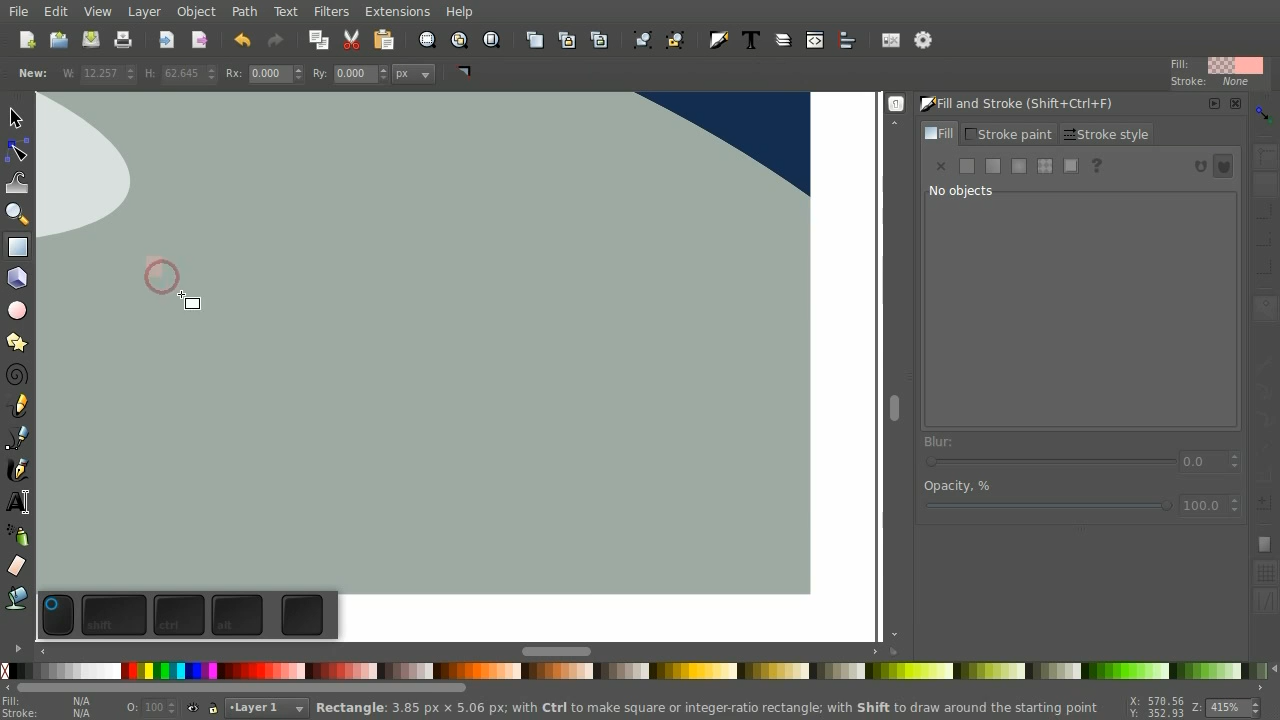 File Edit View Layer Object Path Text Filters Extensions Help
New: W: 12.257 H: 62.645 Rx: 0.000 Ry: 0.000 px
Fill:
Stroke: None
Fill and Stroke (Shift+Ctrl+F)
Fill Stroke paint Stroke style
?
No objects
Blur:
0.0
Opacity, %
100.0
shift ctrl alt
Fill: N/A
Stroke: N/A
O: 100
•Layer 1
Rectangle: 3.85 px × 5.06 px; with Ctrl to make square or integer-ratio rectangle; with Shift to draw around the starting point
X: 578.56
Y: 352.93
Z: 415%